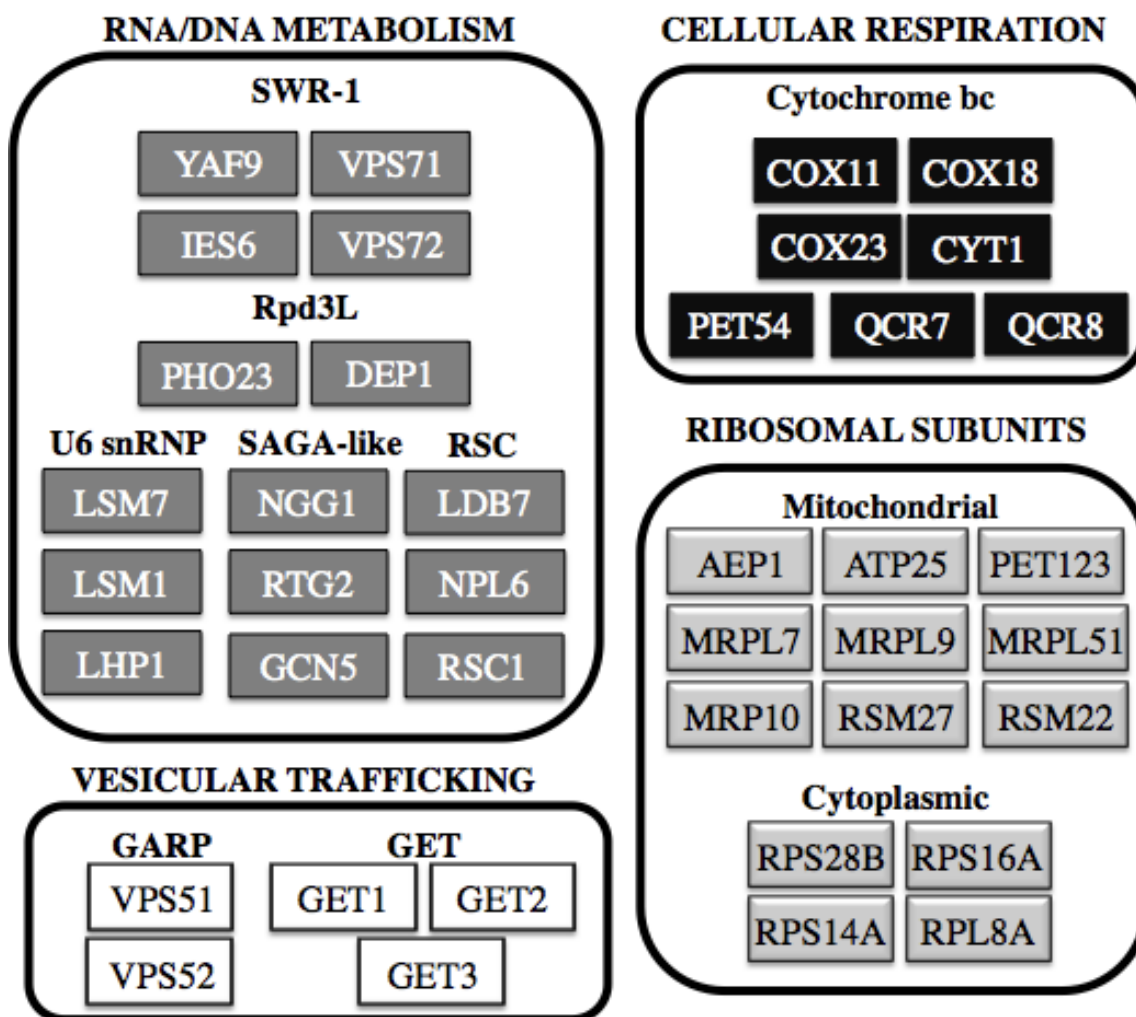 RNA/DNA METABOLISM
SWR-1
YAF9 VPS71
IES6 VPS72
Rpd3L
PHO23 DEP1
U6 snRNP SAGA-like RSC
LSM7 NGG1 LDB7
LSM1 RTG2 NPL6
LHP1 GCN5 RSC1
VESICULAR TRAFFICKING
GARP GET
VPS51 GET1 GET2
VPS52 GET3
CELLULAR RESPIRATION
Cytochrome bc
COX11 COX18
COX23 CYT1
PET54 QCR7 QCR8
RIBOSOMAL SUBUNITS
Mitochondrial
AEP1 ATP25 PET123
MRPL7 MRPL9 MRPL51
MRP10 RSM27 RSM22
Cytoplasmic
RPS28B RPS16A
RPS14A RPL8A